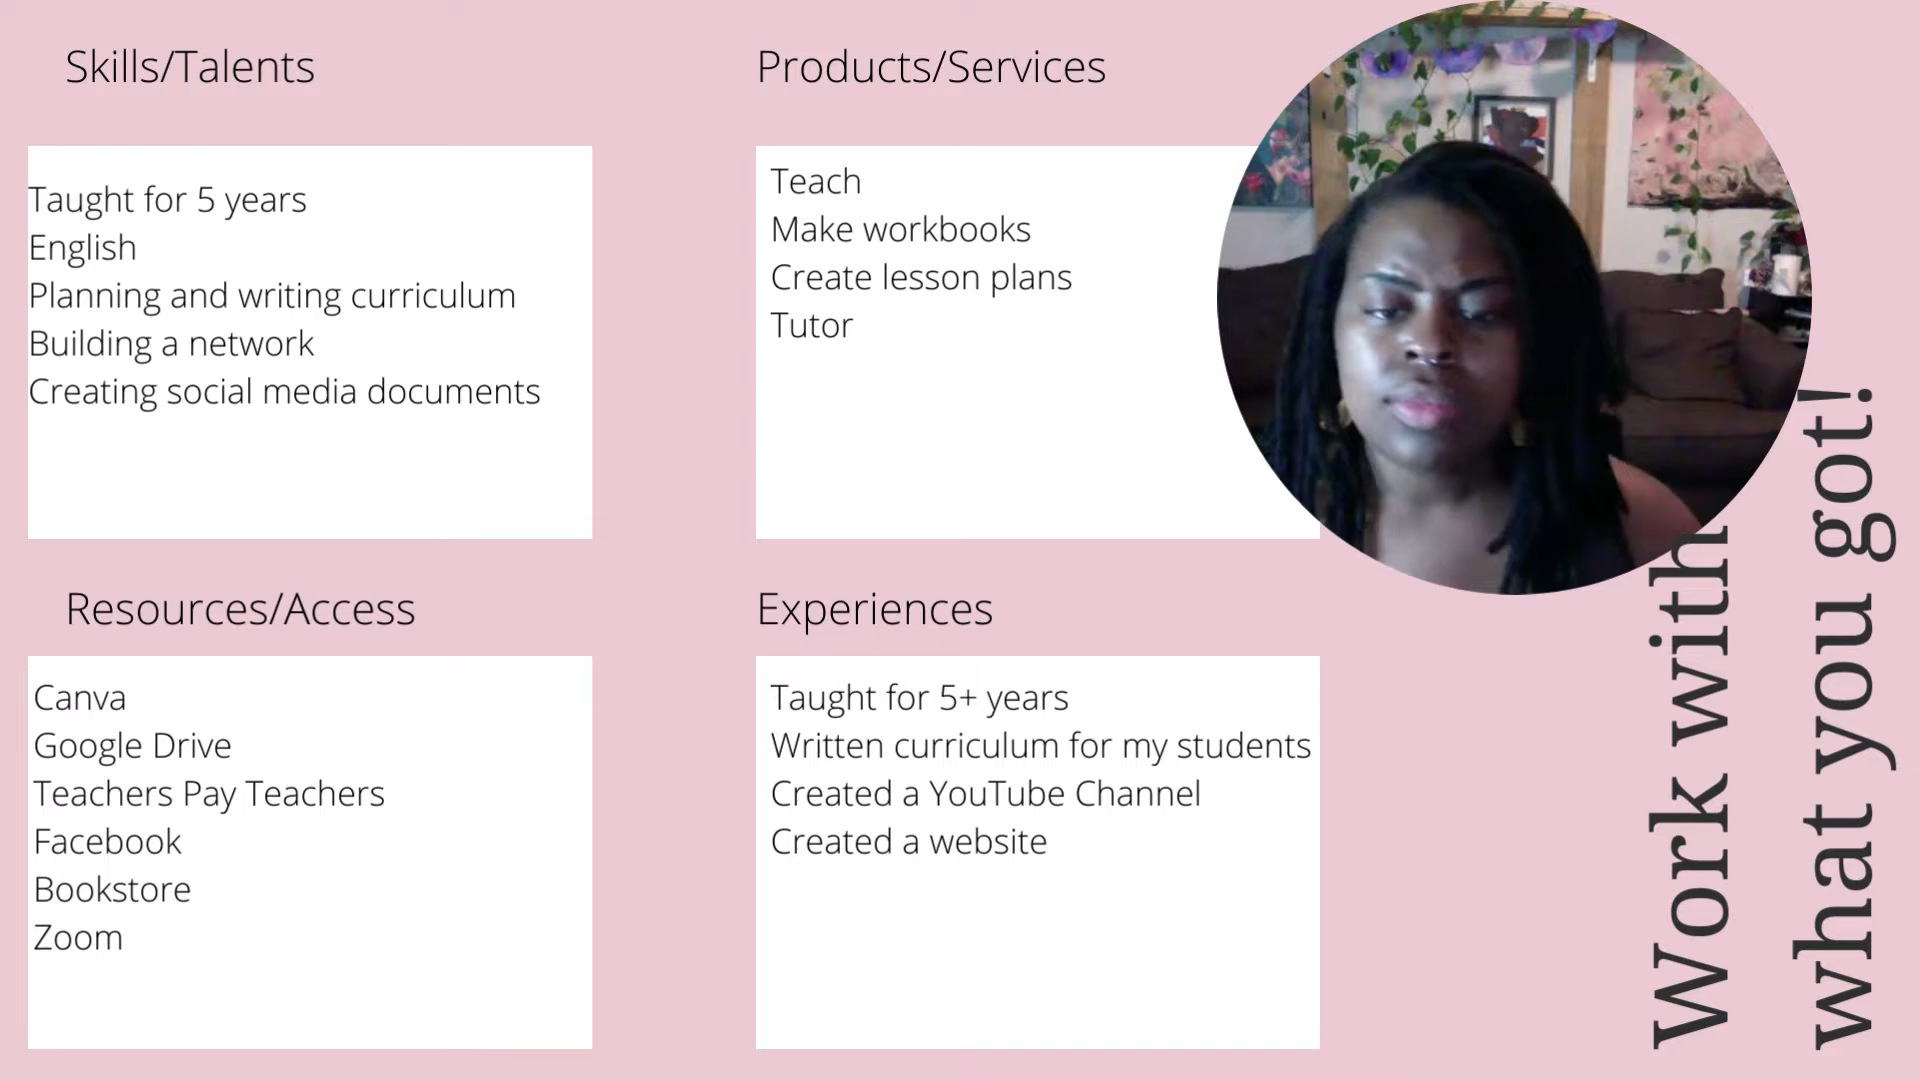 Skills/Talents
Taught for 5 years
English
Planning and writing curriculum
Building a network
Creating social media documents
Products/Services
Teach
Make workbooks
Create lesson plans
Tutor
Resources/Access
Canva
Google Drive
Teachers Pay Teachers
Facebook
Bookstore
Zoom
Experiences
Taught for 5+ years
Written curriculum for my students
Created a YouTube Channel
Created a website
Work with
what you got!